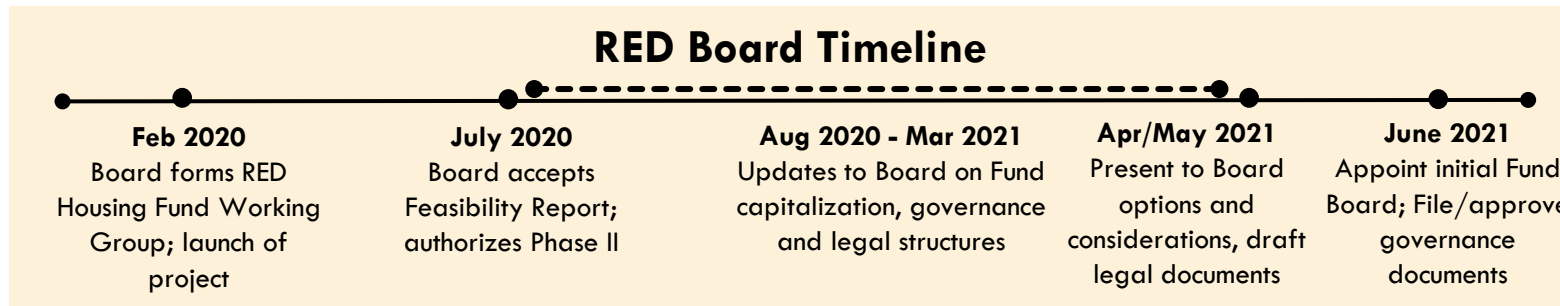 RED Board Timeline
Feb 2020
Board forms RED
Housing Fund Working
Group; launch of
project
July 2020
Board accepts
Feasibility Report;
authorizes Phase II
Aug 2020 - Mar 2021
Updates to Board on Fund
capitalization, governance
and legal structures
Apr/May 2021
Present to Board
options and
considerations, draft
legal documents
June 2021
Appoint initial Fund
Board; File/approve
governance
documents